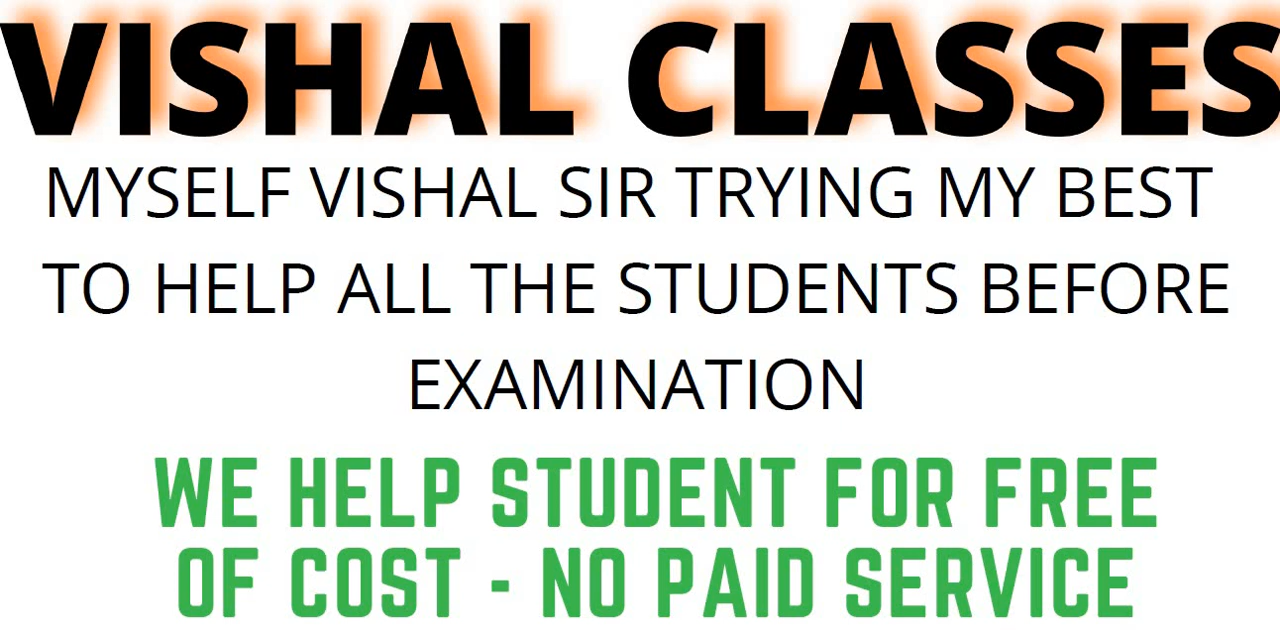 VISHAL CLASSES
MYSELF VISHAL SIR TRYING MY BEST
TO HELP ALL THE STUDENTS BEFORE
EXAMINATION
WE HELP STUDENT FOR FREE
OF COST - NO PAID SERVICE